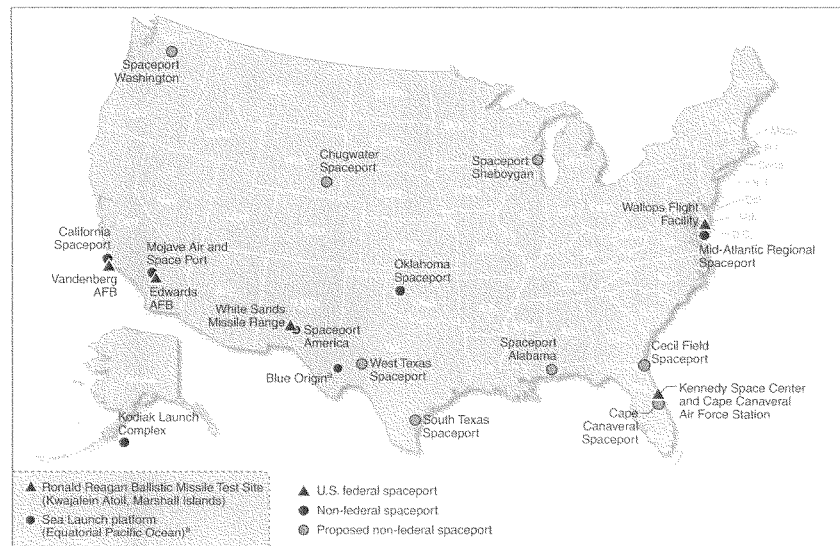 Spaceport
Washington
Chugwater
Spaceport
Spaceport
Sheboygan
Wallops Flight
Facility
Mid-Atlantic Regional
Spaceport
California
Spaceport
Vandenberg
AFB
Mojave Air and
Space Port
Edwards
AFB
Oklahoma
Spaceport
White Sands
Missile Range
Spaceport
America
Blue Origin
West Texas
Spaceport
Spaceport
Alabama
Cecil Field
Spaceport
Kennedy Space Center
and Cape Canaveral
Air Force Station
Cape
Canaveral
Spaceport
South Texas
Spaceport
Kodiak Launch
Complex
Ronald Reagan Ballistic Missile Test Site
(Kwajalein Atoll, Marshall Islands)
Sea Launch platform
(Equatorial Pacific Ocean)ª
U.S. federal spaceport
Non-federal spaceport
Proposed non-federal spaceport